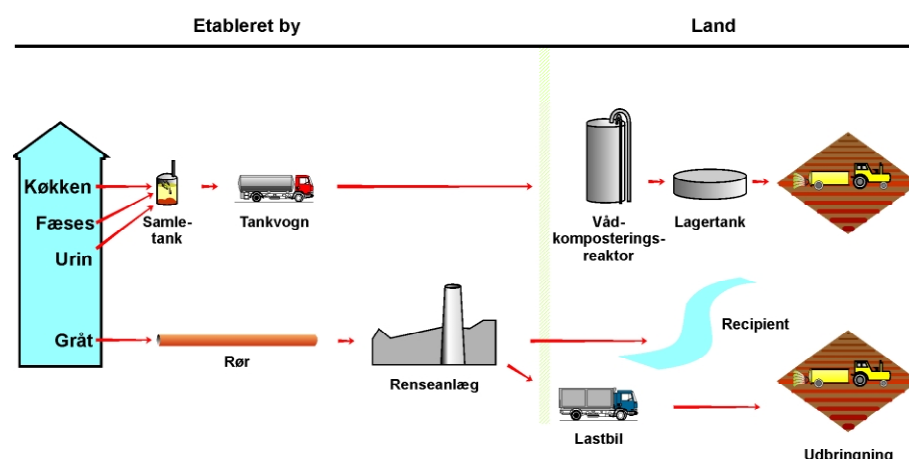 Etableret by
Land
Køkken
Fæses
Urin
Samle-
tank
Tankvogn
Våd-
komposterings-
reaktor
Lagertank
Gråt
Rør
Renseanlæg
Recipient
Lastbil
Udbringning